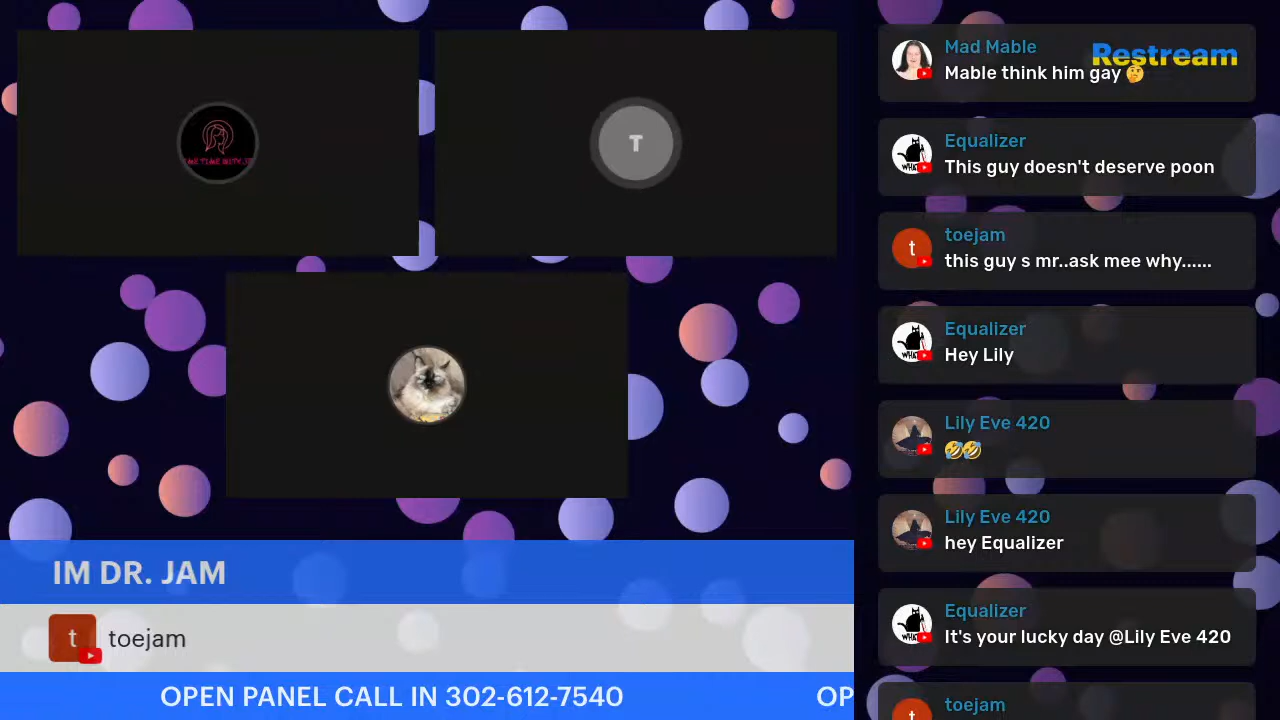 T
IM DR. JAM
t
toejam
OPEN PANEL CALL IN 302-612-7540
OP
Restream
Mad Mable
Mable think him gay 🤔
Equalizer
This guy doesn't deserve poon
t
toejam
this guy s mr..ask mee why......
Equalizer
Hey Lily
Lily Eve 420
🤣🤣
Lily Eve 420
hey Equalizer
Equalizer
It's your lucky day @Lily Eve 420
t
toejam